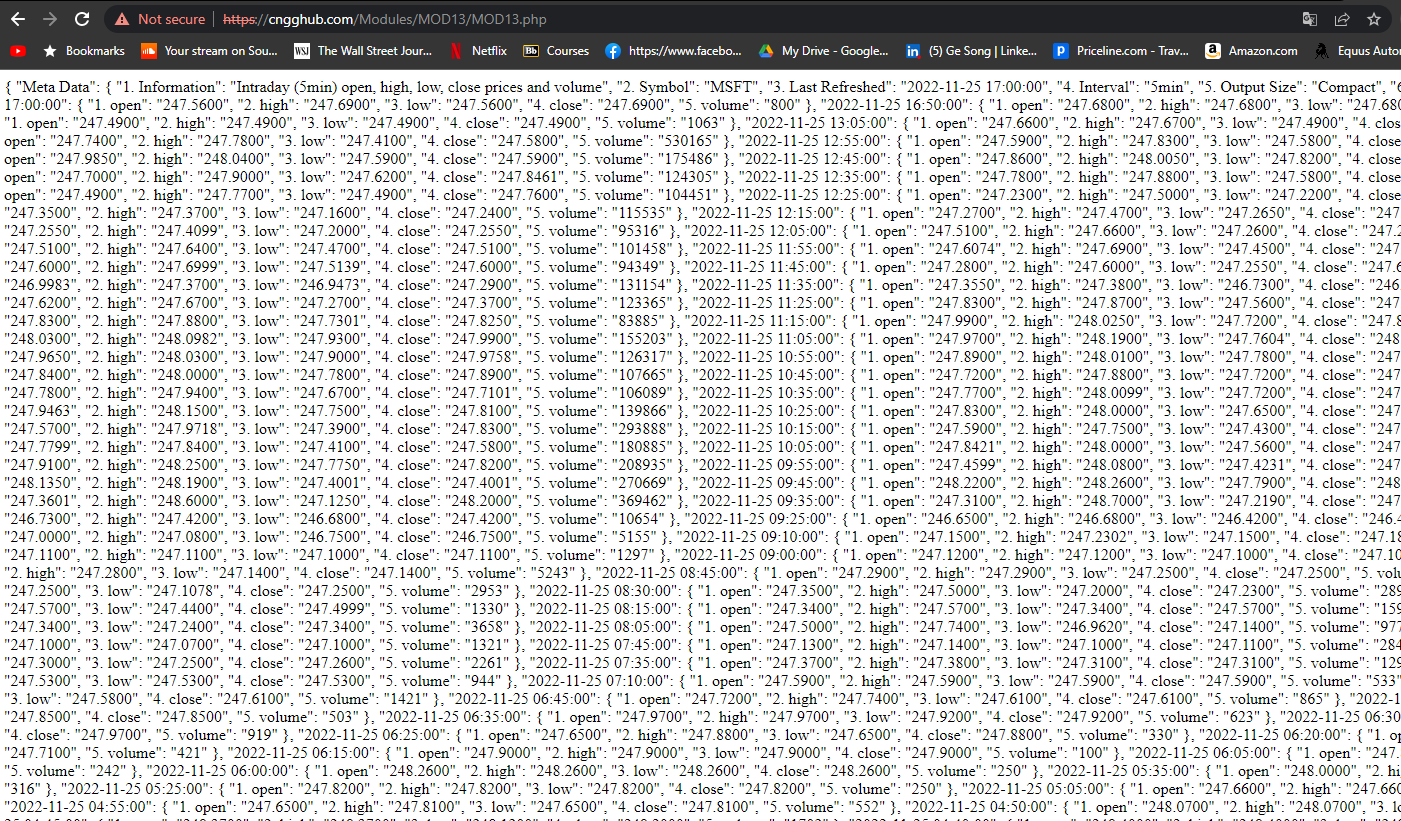 Not secure | https://cngghub.com/Modules/MOD13/MOD13.php
Bookmarks Your stream on Sou... WSJ The Wall Street Jour... Netflix Bb Courses https://www.facebo... My Drive - Google... in (5) Ge Song | Linke... P Priceline.com - Trav... a Amazon.com Equus Auto
{ "Meta Data": { "1. Information": "Intraday (5min) open, high, low, close prices and volume", "2. Symbol": "MSFT", "3. Last Refreshed": "2022-11-25 17:00:00", "4. Interval": "5min", "5. Output Size": "Compact", "6
17:00:00": { "1. open": "247.5600", "2. high": "247.6900", "3. low": "247.5600", "4. close": "247.6900", "5. volume": "800" }, "2022-11-25 16:50:00": { "1. open": "247.6800", "2. high": "247.6800", "3. low": "247.680
"1. open": "247.4900", "2. high": "247.4900", "3. low": "247.4900", "4. close": "247.4900", "5. volume": "1063" }, "2022-11-25 13:05:00": { "1. open": "247.6600", "2. high": "247.6700", "3. low": "247.4900", "4. clos
open": "247.7400", "2. high": "247.7800", "3. low": "247.4100", "4. close": "247.5800", "5. volume": "530165" }, "2022-11-25 12:55:00": { "1. open": "247.5900", "2. high": "247.8300", "3. low": "247.5800", "4. close
"247.9850", "2. high": "248.0400", "3. low": "247.5900", "4. close": "247.5900", "5. volume": "175486" }, "2022-11-25 12:45:00": { "1. open": "247.8600", "2. high": "248.0050", "3. low": "247.8200", "4. close":
open": "247.7000", "2. high": "247.9000", "3. low": "247.6200", "4. close": "247.8461", "5. volume": "124305" }, "2022-11-25 12:35:00": { "1. open": "247.7800", "2. high": "247.8800", "3. low": "247.5800", "4. close
open": "247.4900", "2. high": "247.7700", "3. low": "247.4900", "4. close": "247.7600", "5. volume": "104451" }, "2022-11-25 12:25:00": { "1. open": "247.2300", "2. high": "247.5000", "3. low": "247.2200", "4. close
"247.3500", "2. high": "247.3700", "3. low": "247.1600", "4. close": "247.2400", "5. volume": "115535" }, "2022-11-25 12:15:00": { "1. open": "247.2700", "2. high": "247.4700", "3. low": "247.2650", "4. close": "247
"247.2550", "2. high": "247.4099", "3. low": "247.2000", "4. close": "247.2550", "5. volume": "95316" }, "2022-11-25 12:05:00": { "1. open": "247.5100", "2. high": "247.6600", "3. low": "247.2600", "4. close": "247.2
"247.5100", "2. high": "247.6400", "3. low": "247.4700", "4. close": "247.5100", "5. volume": "101458" }, "2022-11-25 11:55:00": { "1. open": "247.6074", "2. high": "247.6900", "3. low": "247.4500", "4. close": "247
"247.6000", "2. high": "247.6999", "3. low": "247.5139", "4. close": "247.6000", "5. volume": "94349" }, "2022-11-25 11:45:00": { "1. open": "247.2800", "2. high": "247.6000", "3. low": "247.2550", "4. close": "247.6
"246.9983", "2. high": "247.3700", "3. low": "246.9473", "4. close": "247.2900", "5. volume": "131154" }, "2022-11-25 11:35:00": { "1. open": "247.3550", "2. high": "247.3800", "3. low": "246.7300", "4. close": "246.
"247.6200", "2. high": "247.6700", "3. low": "247.2700", "4. close": "247.3700", "5. volume": "123365" }, "2022-11-25 11:25:00": { "1. open": "247.8300", "2. high": "247.8700", "3. low": "247.5600", "4. close": "247
"247.8300", "2. high": "247.8800", "3. low": "247.7301", "4. close": "247.8250", "5. volume": "83885" }, "2022-11-25 11:15:00": { "1. open": "247.9900", "2. high": "248.0250", "3. low": "247.7200", "4. close": "247.8
"248.0300", "2. high": "248.0982", "3. low": "247.9300", "4. close": "247.9900", "5. volume": "155203" }, "2022-11-25 11:05:00": { "1. open": "247.9700", "2. high": "248.1900", "3. low": "247.7604", "4. close": "248
"247.9650", "2. high": "248.0300", "3. low": "247.9000", "4. close": "247.9758", "5. volume": "126317" }, "2022-11-25 10:55:00": { "1. open": "247.8900", "2. high": "248.0100", "3. low": "247.7800", "4. close": "247
"247.8400", "2. high": "248.0000", "3. low": "247.7800", "4. close": "247.8900", "5. volume": "107665" }, "2022-11-25 10:45:00": { "1. open": "247.7200", "2. high": "247.8800", "3. low": "247.7200", "4. close": "247
"247.7800", "2. high": "247.9400", "3. low": "247.6700", "4. close": "247.7101", "5. volume": "106089" }, "2022-11-25 10:35:00": { "1. open": "247.7700", "2. high": "248.0099", "3. low": "247.7200", "4. close": "247
"247.9463", "2. high": "248.1500", "3. low": "247.7500", "4. close": "247.8100", "5. volume": "139866" }, "2022-11-25 10:25:00": { "1. open": "247.8300", "2. high": "248.0000", "3. low": "247.6500", "4. close": "247
"247.5700", "2. high": "247.9718", "3. low": "247.3900", "4. close": "247.8300", "5. volume": "293888" }, "2022-11-25 10:15:00": { "1. open": "247.5900", "2. high": "247.7500", "3. low": "247.4300", "4. close": "247
"247.7799", "2. high": "247.8400", "3. low": "247.4100", "4. close": "247.5800", "5. volume": "180885" }, "2022-11-25 10:05:00": { "1. open": "247.8421", "2. high": "248.0000", "3. low": "247.5600", "4. close": "247
"247.9100", "2. high": "248.2500", "3. low": "247.7750", "4. close": "247.8200", "5. volume": "208935" }, "2022-11-25 09:55:00": { "1. open": "247.4599", "2. high": "248.0800", "3. low": "247.4231", "4. close": "247
"248.1350", "2. high": "248.1900", "3. low": "247.4001", "4. close": "247.4001", "5. volume": "270669" }, "2022-11-25 09:45:00": { "1. open": "248.2200", "2. high": "248.2600", "3. low": "247.7900", "4. close": "248
"247.3601", "2. high": "248.6000", "3. low": "247.1250", "4. close": "248.2000", "5. volume": "369462" }, "2022-11-25 09:35:00": { "1. open": "247.3100", "2. high": "248.7000", "3. low": "247.2190", "4. close": "247
"246.7300", "2. high": "247.4200", "3. low": "246.6800", "4. close": "247.4200", "5. volume": "10654" }, "2022-11-25 09:25:00": { "1. open": "246.6500", "2. high": "246.6800", "3. low": "246.4200", "4. close": "246.4
"247.0000", "2. high": "247.0800", "3. low": "246.7500", "4. close": "246.7500", "5. volume": "5155" }, "2022-11-25 09:10:00": { "1. open": "247.1500", "2. high": "247.2302", "3. low": "247.1500", "4. close": "247.18
"247.1100", "2. high": "247.1100", "3. low": "247.1000", "4. close": "247.1100", "5. volume": "1297" }, "2022-11-25 09:00:00": { "1. open": "247.1200", "2. high": "247.1200", "3. low": "247.1000", "4. close": "247.10
"2. high": "247.2800", "3. low": "247.1400", "4. close": "247.1400", "5. volume": "5243" }, "2022-11-25 08:45:00": { "1. open": "247.2900", "2. high": "247.2900", "3. low": "247.2500", "4. close": "247.2500", "5. volu
"247.2500", "3. low": "247.1078", "4. close": "247.2500", "5. volume": "2953" }, "2022-11-25 08:30:00": { "1. open": "247.3500", "2. high": "247.5000", "3. low": "247.2000", "4. close": "247.2300", "5. volume": "289
"247.5700", "3. low": "247.4400", "4. close": "247.4999", "5. volume": "1330" }, "2022-11-25 08:15:00": { "1. open": "247.3400", "2. high": "247.5700", "3. low": "247.3400", "4. close": "247.5700", "5. volume": "159
"247.3400", "3. low": "247.2400", "4. close": "247.3400", "5. volume": "3658" }, "2022-11-25 08:05:00": { "1. open": "247.5000", "2. high": "247.7400", "3. low": "246.9620", "4. close": "247.1400", "5. volume": "977
"247.1000", "3. low": "247.0700", "4. close": "247.1000", "5. volume": "1321" }, "2022-11-25 07:45:00": { "1. open": "247.1300", "2. high": "247.1400", "3. low": "247.1000", "4. close": "247.1100", "5. volume": "284
"247.3000", "3. low": "247.2500", "4. close": "247.2600", "5. volume": "2261" }, "2022-11-25 07:35:00": { "1. open": "247.3700", "2. high": "247.3800", "3. low": "247.3100", "4. close": "247.3100", "5. volume": "129
"247.5300", "3. low": "247.5300", "4. close": "247.5300", "5. volume": "944" }, "2022-11-25 07:10:00": { "1. open": "247.5900", "2. high": "247.5900", "3. low": "247.5900", "4. close": "247.5900", "5. volume": "533"
"3. low": "247.5800", "4. close": "247.6100", "5. volume": "1421" }, "2022-11-25 06:45:00": { "1. open": "247.7200", "2. high": "247.7400", "3. low": "247.6100", "4. close": "247.6100", "5. volume": "865" }, "2022-1
"247.8500", "4. close": "247.8500", "5. volume": "503" }, "2022-11-25 06:35:00": { "1. open": "247.9700", "2. high": "247.9700", "3. low": "247.9200", "4. close": "247.9200", "5. volume": "623" }, "2022-11-25 06:30
"4. close": "247.9700", "5. volume": "919" }, "2022-11-25 06:25:00": { "1. open": "247.6500", "2. high": "247.8800", "3. low": "247.6500", "4. close": "247.8800", "5. volume": "330" }, "2022-11-25 06:20:00": { "1. op
"247.7100", "5. volume": "421" }, "2022-11-25 06:15:00": { "1. open": "247.9000", "2. high": "247.9000", "3. low": "247.9000", "4. close": "247.9000", "5. volume": "100" }, "2022-11-25 06:05:00": { "1. open": "247.
"5. volume": "242" }, "2022-11-25 06:00:00": { "1. open": "248.2600", "2. high": "248.2600", "3. low": "248.2600", "4. close": "248.2600", "5. volume": "250" }, "2022-11-25 05:35:00": { "1. open": "248.0000", "2. hi
"316" }, "2022-11-25 05:25:00": { "1. open": "247.8200", "2. high": "247.8200", "3. low": "247.8200", "4. close": "247.8200", "5. volume": "250" }, "2022-11-25 05:05:00": { "1. open": "247.6600", "2. high": "247.660
"2022-11-25 04:55:00": { "1. open": "247.6500", "2. high": "247.8100", "3. low": "247.6500", "4. close": "247.8100", "5. volume": "552" }, "2022-11-25 04:50:00": { "1. open": "248.0700", "2. high": "248.0700", "3. lo